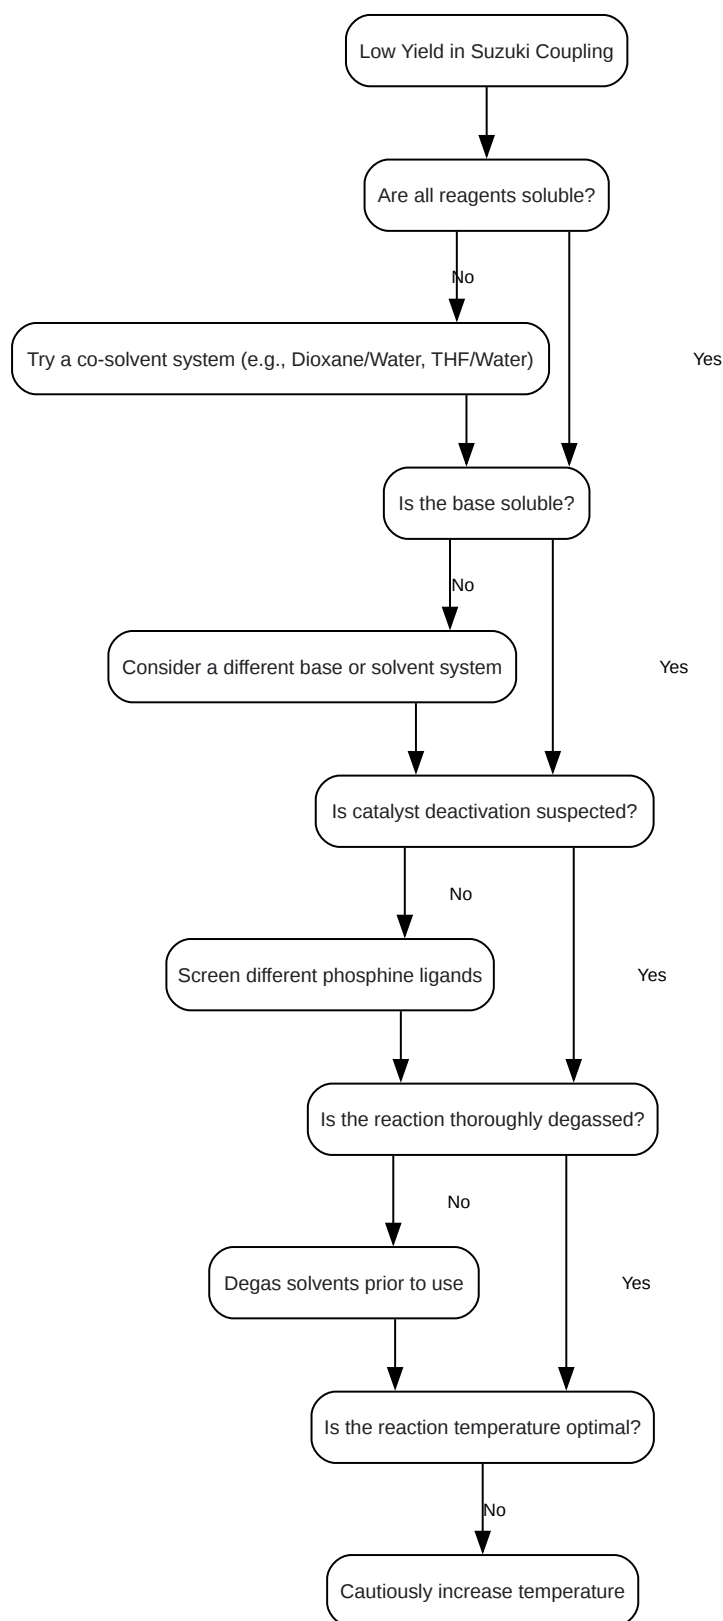 Low Yield in Suzuki Coupling
Are all reagents soluble?
No
Try a co-solvent system (e.g., Dioxane/Water, THF/Water)
Yes
Is the base soluble?
No
Consider a different base or solvent system
Yes
Is catalyst deactivation suspected?
No
Screen different phosphine ligands
Yes
Is the reaction thoroughly degassed?
No
Degas solvents prior to use
Yes
Is the reaction temperature optimal?
No
Cautiously increase temperature